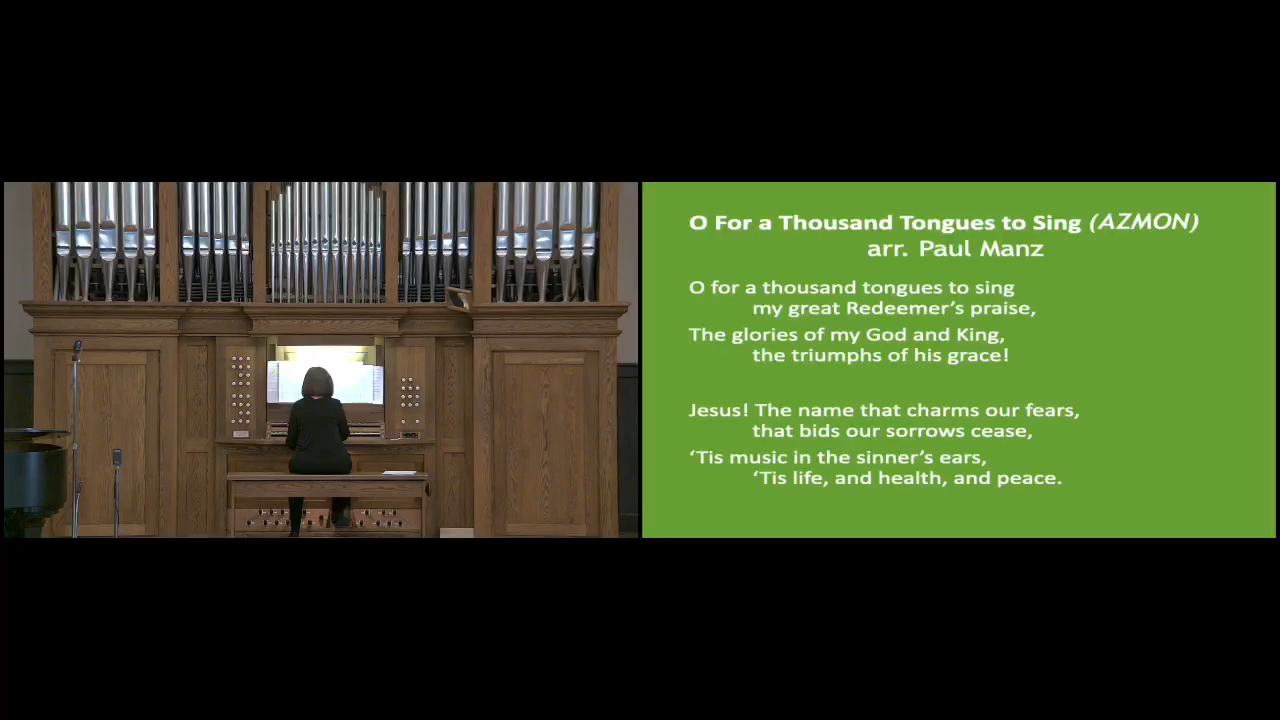 O For a Thousand Tongues to Sing (AZMON)
arr. Paul Manz
O for a thousand tongues to sing
my great Redeemer’s praise,
The glories of my God and King,
the triumphs of his grace!
Jesus! The name that charms our fears,
that bids our sorrows cease,
‘Tis music in the sinner’s ears,
‘Tis life, and health, and peace.